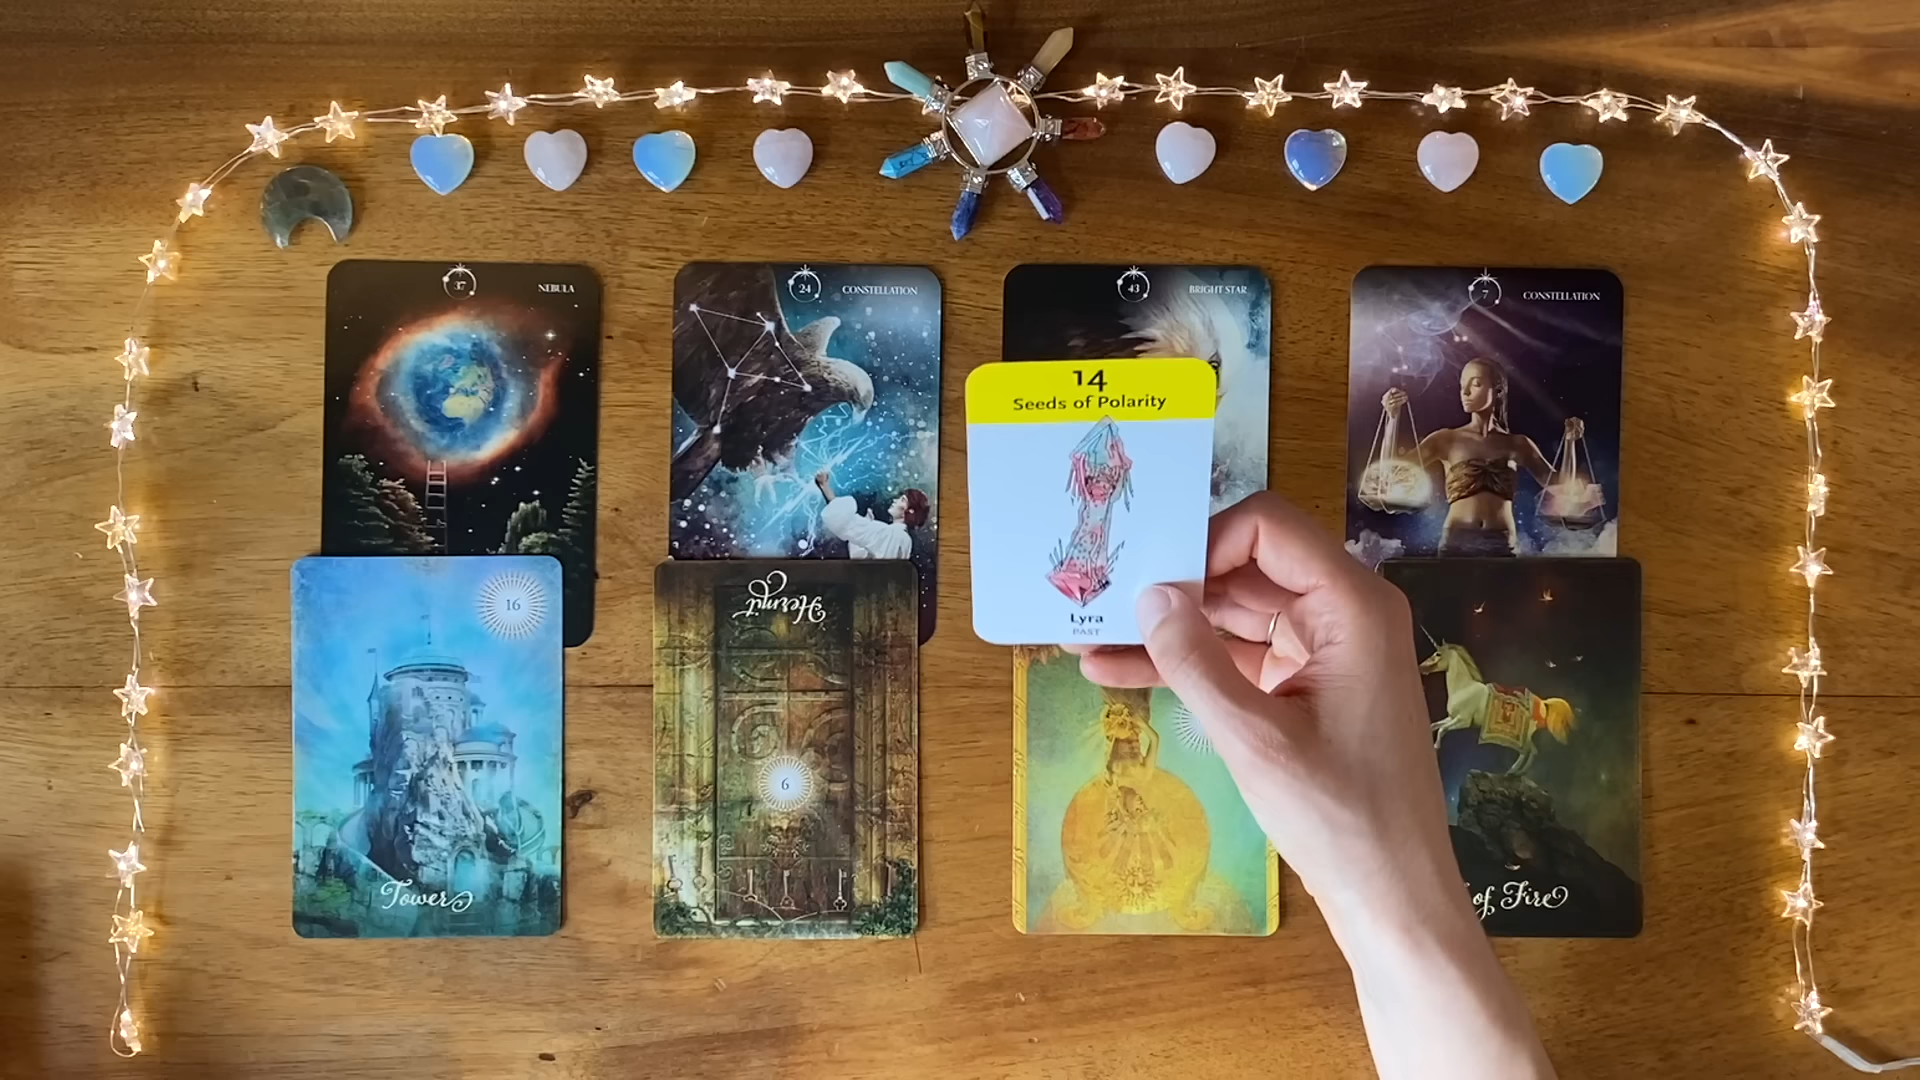 37
NEBULA
24
CONSTELLATION
43
BRIGHT STAR
7
CONSTELLATION
14
Seeds of Polarity
Lyra
PAST
16
Tower
Hermit
6
of Fire